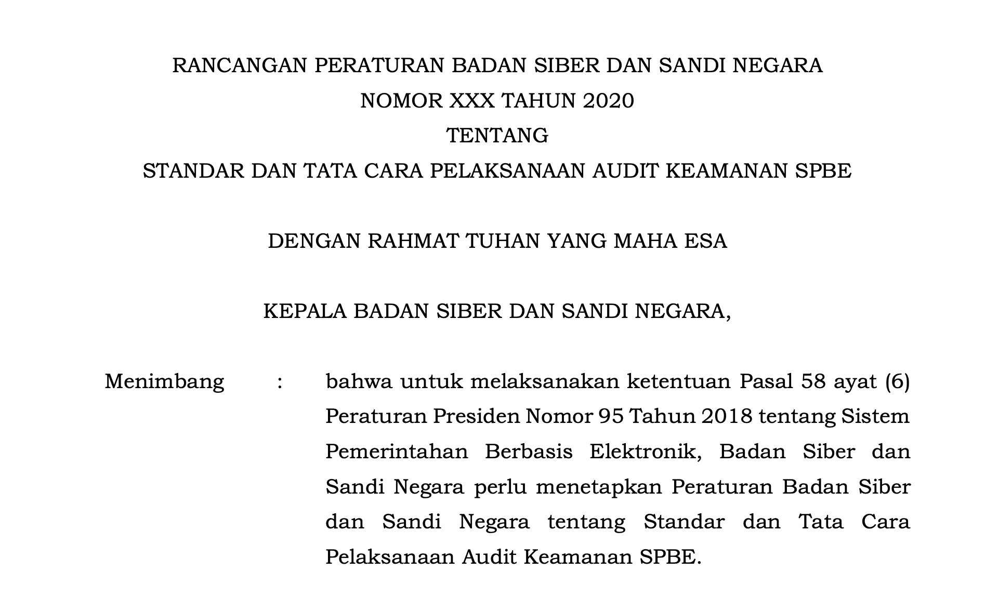 RANCANGAN PERATURAN BADAN SIBER DAN SANDI NEGARA
NOMOR XXX TAHUN 2020
TENTANG
STANDAR DAN TATA CARA PELAKSANAAN AUDIT KEAMANAN SPBE
DENGAN RAHMAT TUHAN YANG MAHA ESA
KEPALA BADAN SIBER DAN SANDI NEGARA,
Menimbang : bahwa untuk melaksanakan ketentuan Pasal 58 ayat (6)
Peraturan Presiden Nomor 95 Tahun 2018 tentang Sistem
Pemerintahan Berbasis Elektronik, Badan Siber dan
Sandi Negara perlu menetapkan Peraturan Badan Siber
dan Sandi Negara tentang Standar dan Tata Cara
Pelaksanaan Audit Keamanan SPBE.